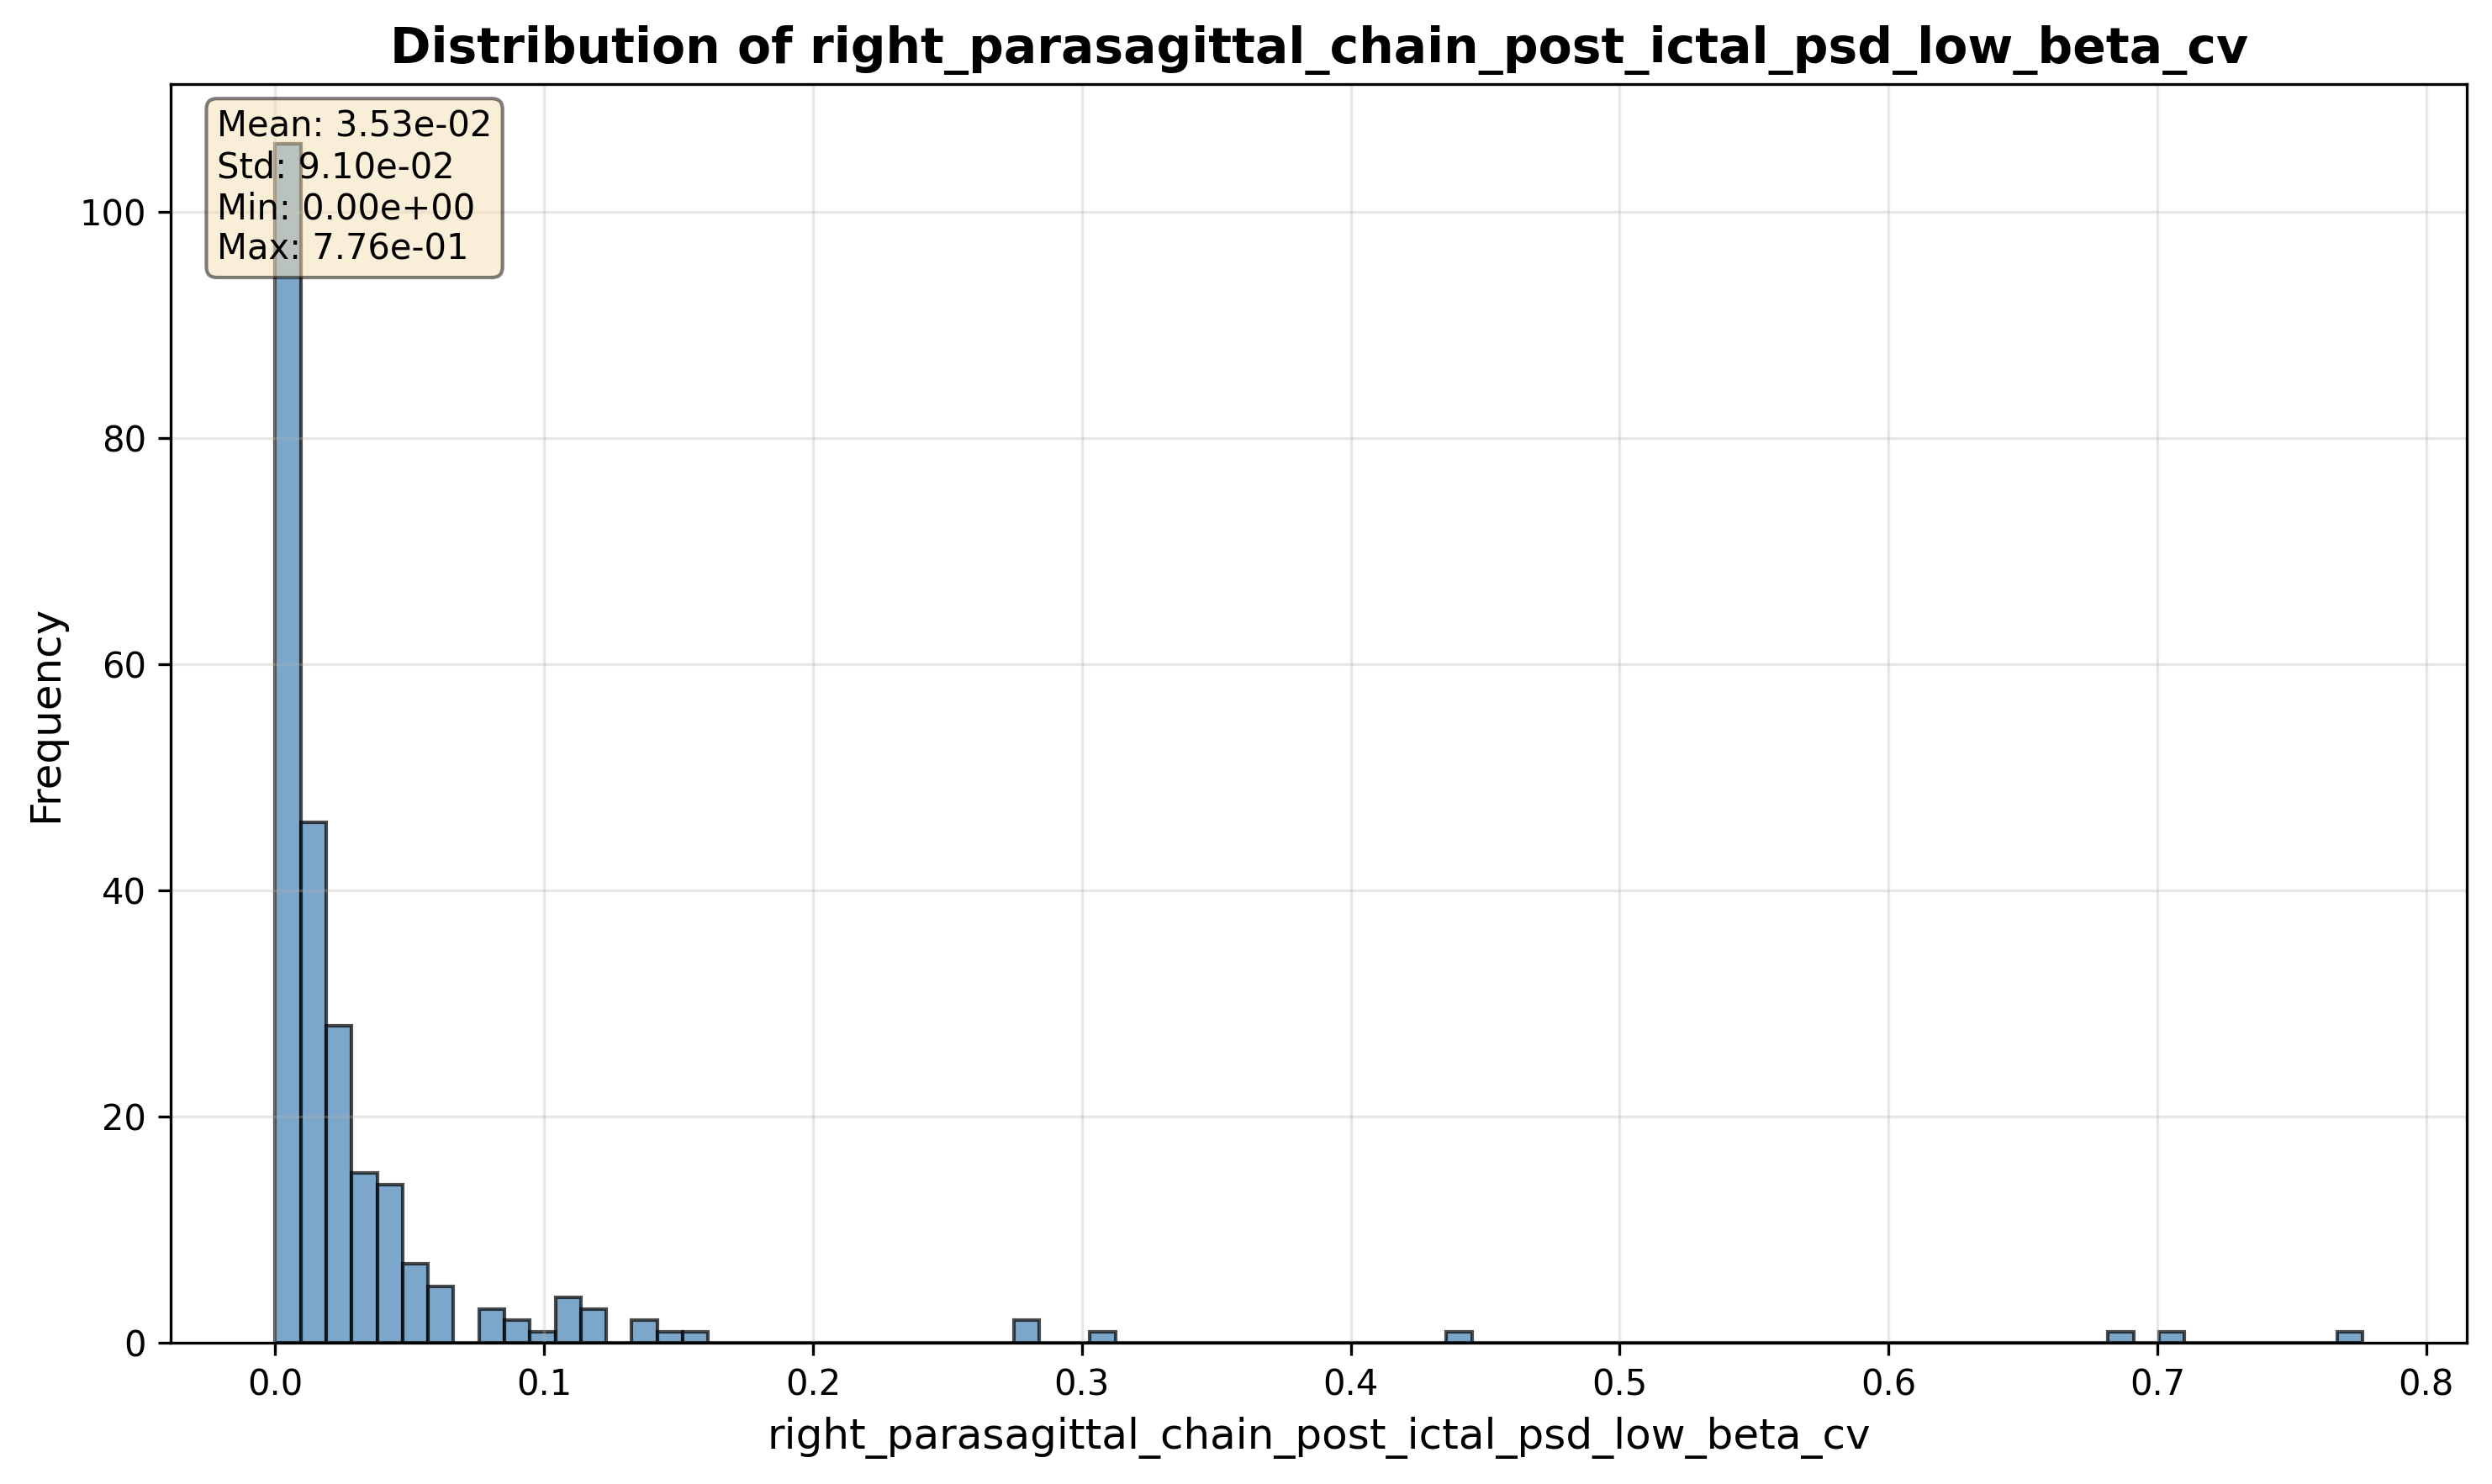 Distribution of right_parasagittal_chain_post_ictal_psd_low_beta_cv
Mean: 3.53e-02
Std: 9.10e-02
Min: 0.00e+00
Max: 7.76e-01
100
80
60
40
20
0
Frequency
0.0 0.1 0.2 0.3 0.4 0.5 0.6 0.7 0.8
right_parasagittal_chain_post_ictal_psd_low_beta_cv